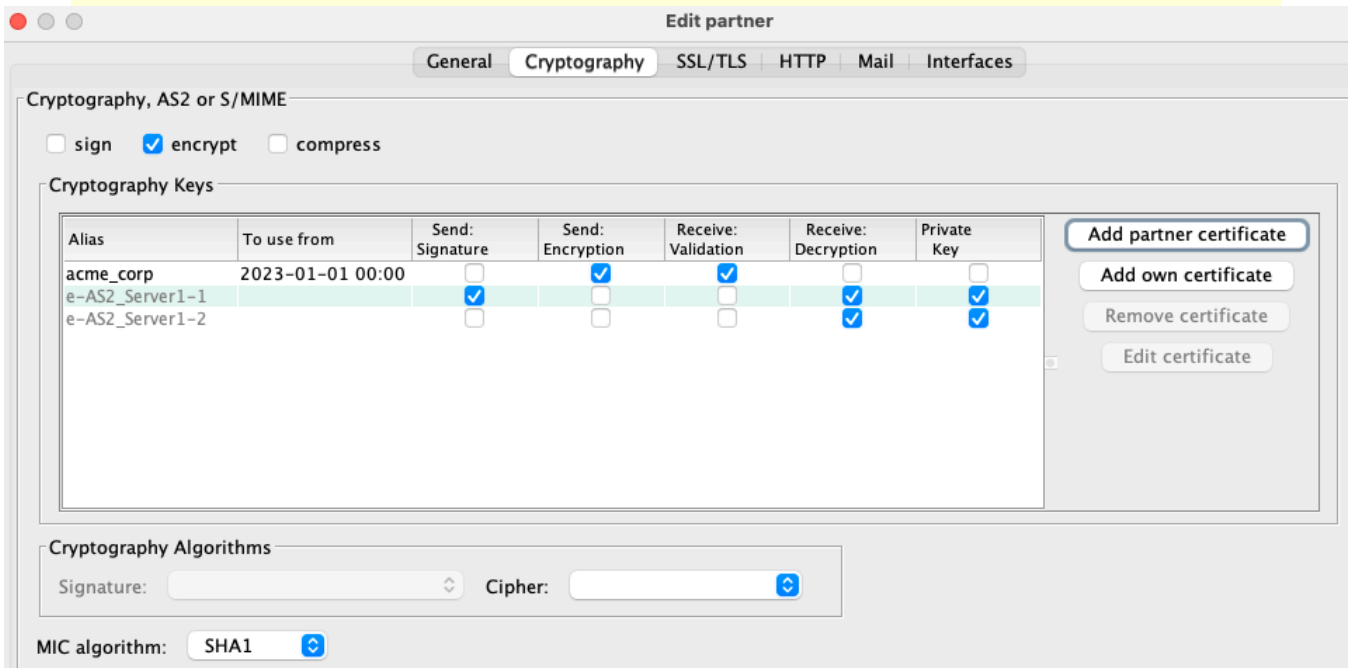 Edit partner
General Cryptography SSL/TLS HTTP Mail Interfaces
Cryptography, AS2 or S/MIME
sign encrypt compress
Cryptography Keys
Alias To use from Send: Signature Send: Encryption Receive: Validation Receive: Decryption Private Key
acme_corp 2023-01-01 00:00
e-AS2_Server1-1
e-AS2_Server1-2
Add partner certificate
Add own certificate
Remove certificate
Edit certificate
Cryptography Algorithms
Signature: Cipher:
MIC algorithm: SHA1